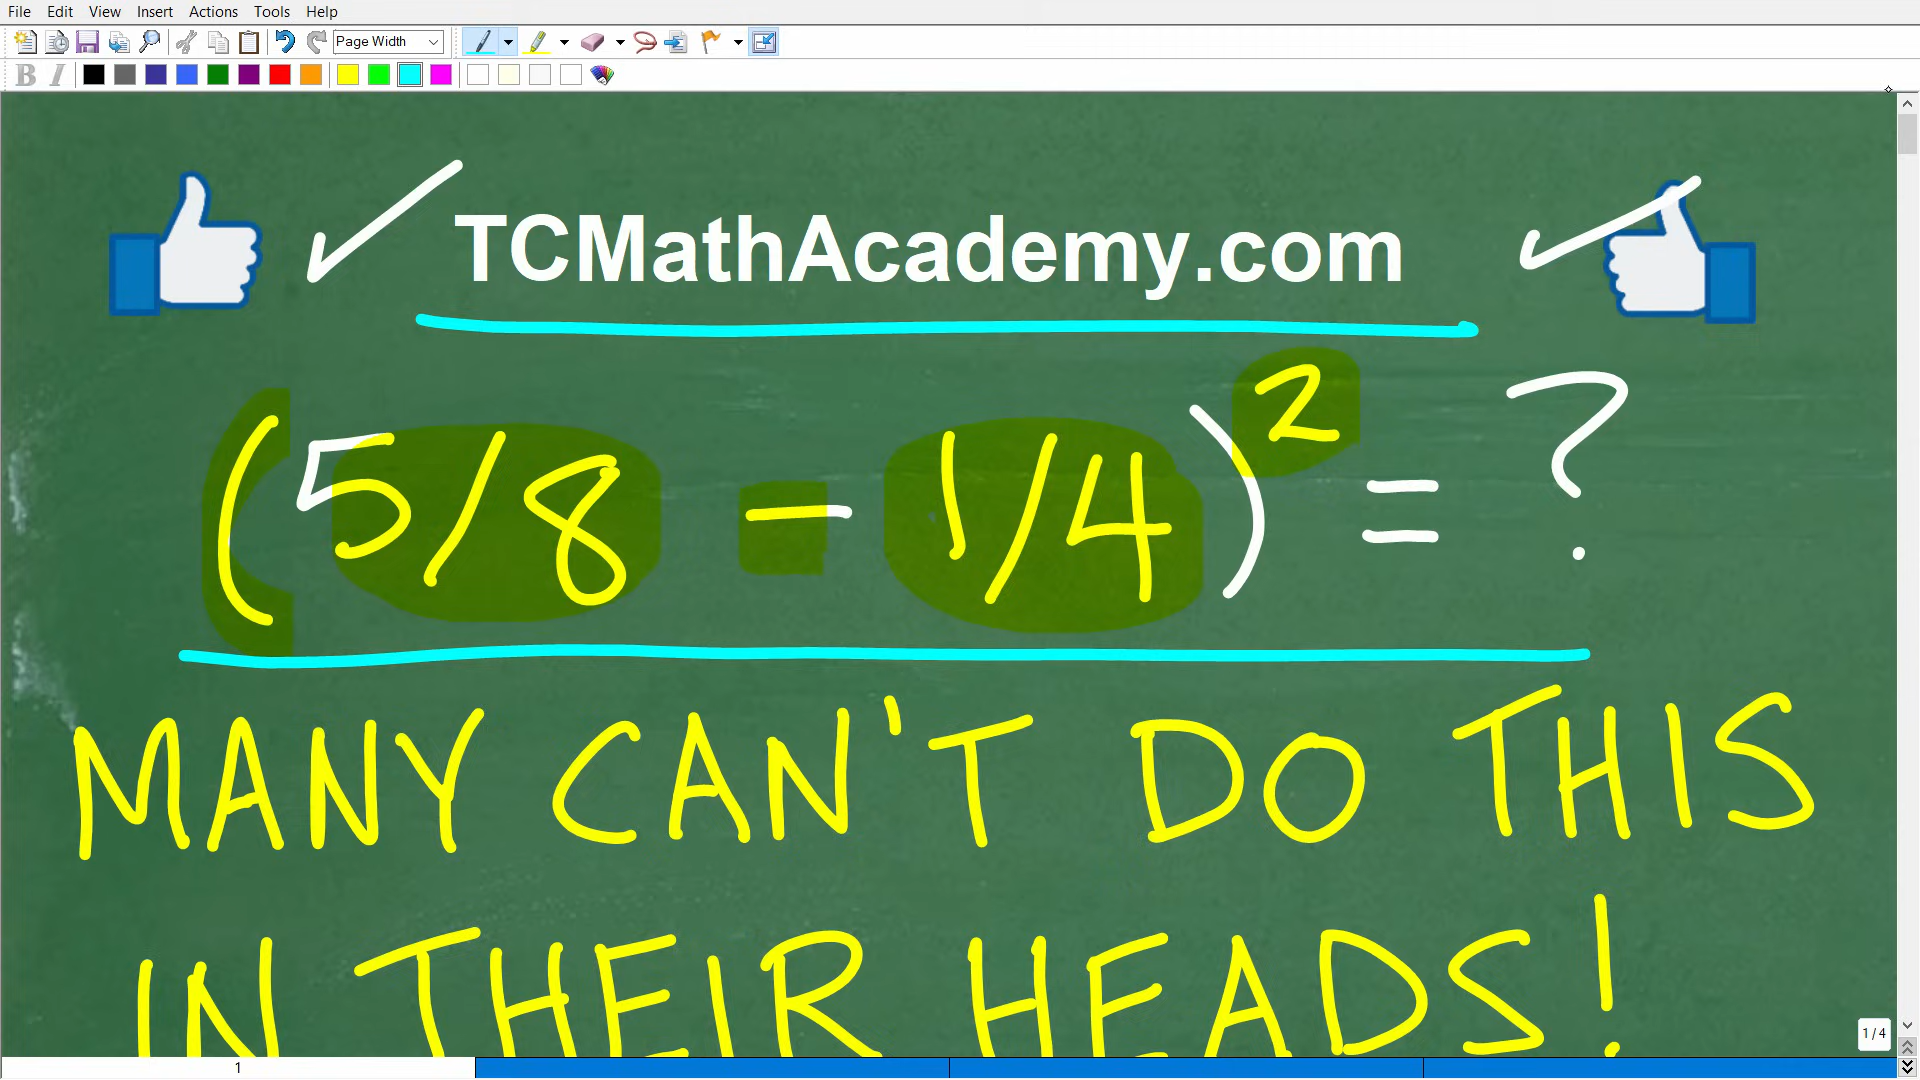 File Edit View Insert Actions Tools Help
Page Width
B I
TCMathAcademy.com
(5/8 - 1/4)² = ?
MANY CAN'T DO THIS
IN THEIR HEADS!
1 / 4
1